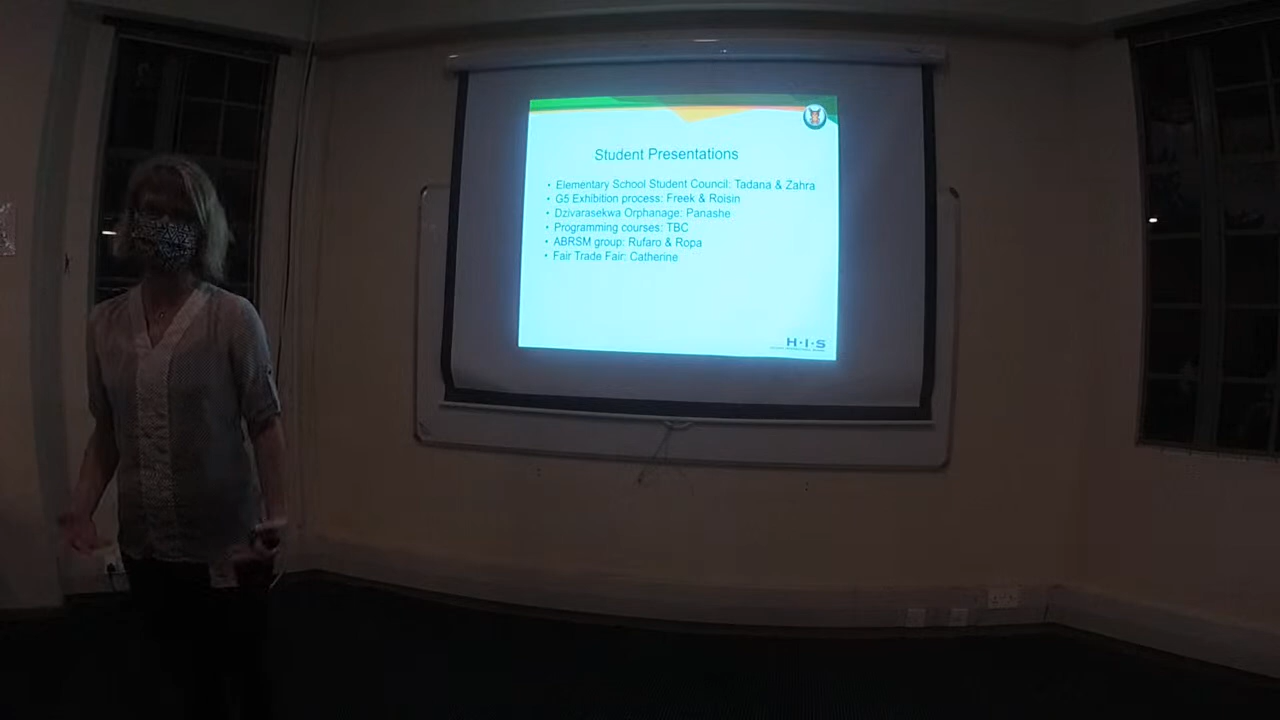 Student Presentations
• Elementary School Student Council: Tadana & Zahra
• G5 Exhibition process: Freek & Roisin
• Dzivarasekwa Orphanage: Panashe
• Programming courses: TBC
• ABRSM group: Rufaro & Ropa
• Fair Trade Fair: Catherine
H·I·S